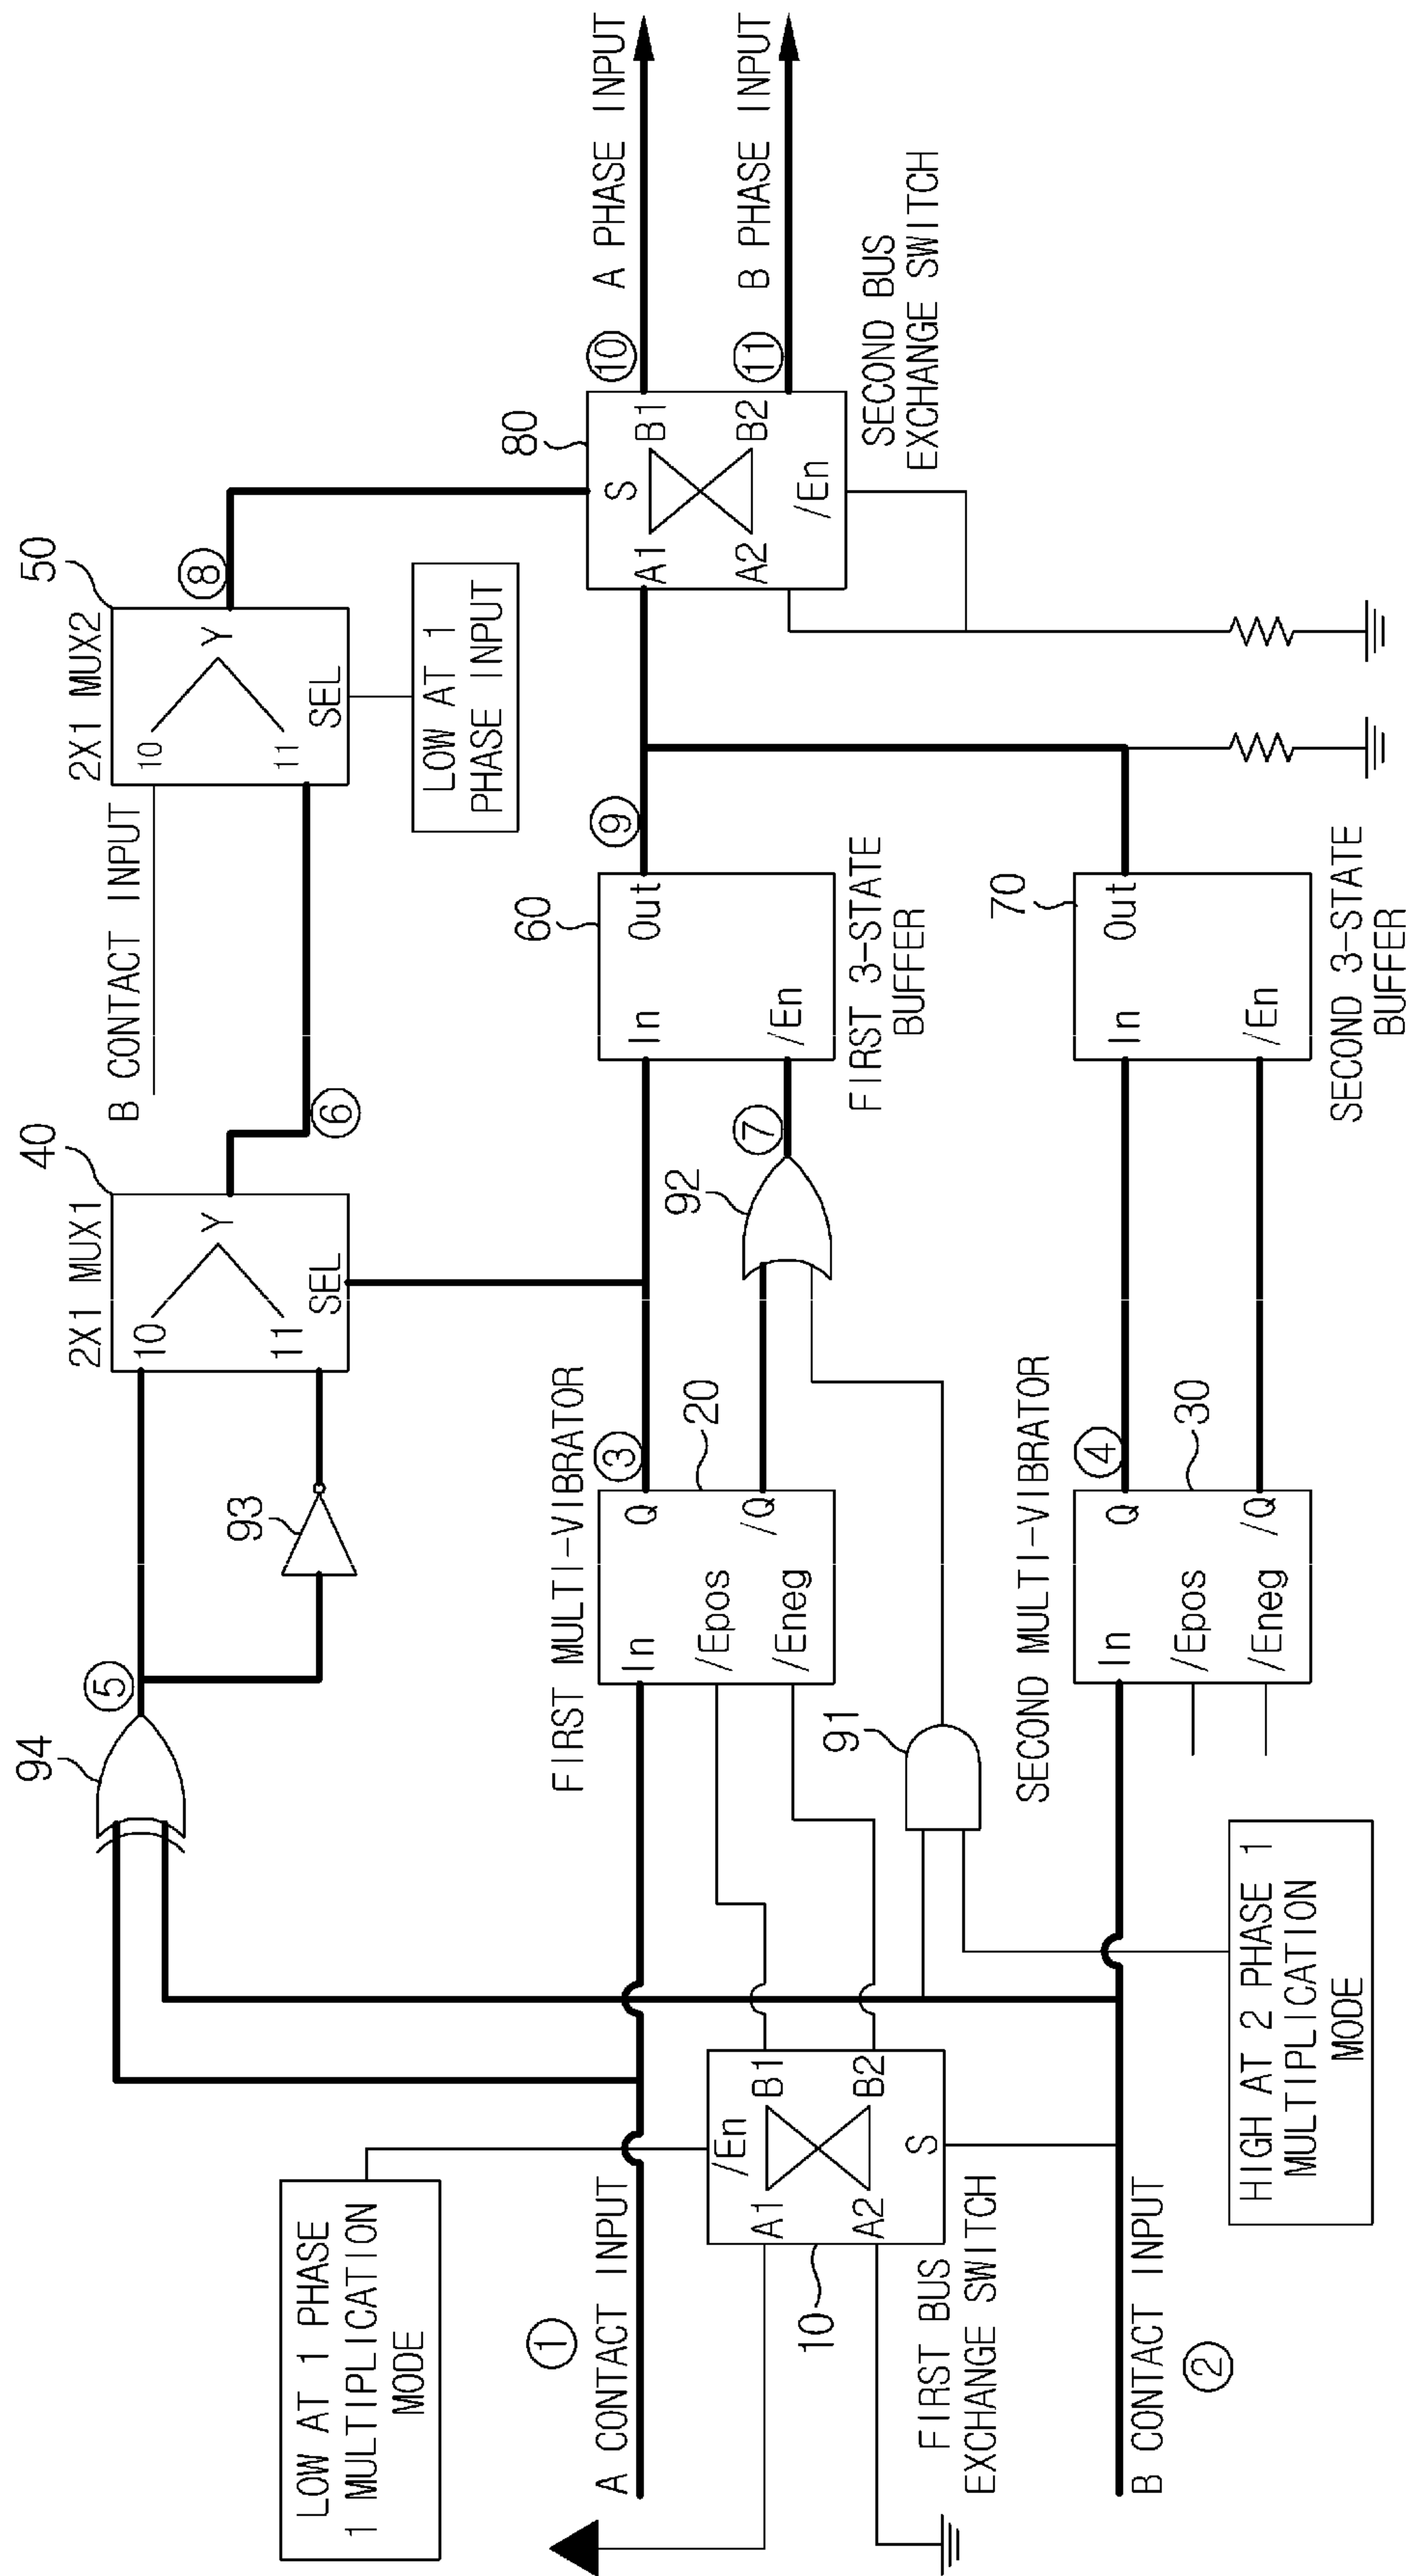 LOW AT 1 PHASE
1 MULTIPLICATION
MODE
A CONTACT INPUT
①
/En
A1
B1
A2
B2
S
10
FIRST BUS
EXCHANGE SWITCH
B CONTACT INPUT
②
HIGH AT 2 PHASE 1
MULTIPLICATION
MODE
94
⑤
93
91
FIRST MULTI-VIBRATOR
In
Q
/Epos
/Eneg
/Q
20
③
SECOND MULTI-VIBRATOR
In
Q
/Epos
/Eneg
/Q
30
④
2X1 MUX1
40
10
Y
11
SEL
⑥
92
⑦
B CONTACT INPUT
2X1 MUX2
50
10
Y
11
SEL
⑧
LOW AT 1
PHASE INPUT
60
In
Out
/En
⑨
FIRST 3-STATE
BUFFER
70
In
Out
/En
SECOND 3-STATE
BUFFER
80
S
A1
B1
A2
B2
/En
SECOND BUS
EXCHANGE SWITCH
⑩
A PHASE INPUT
⑪
B PHASE INPUT